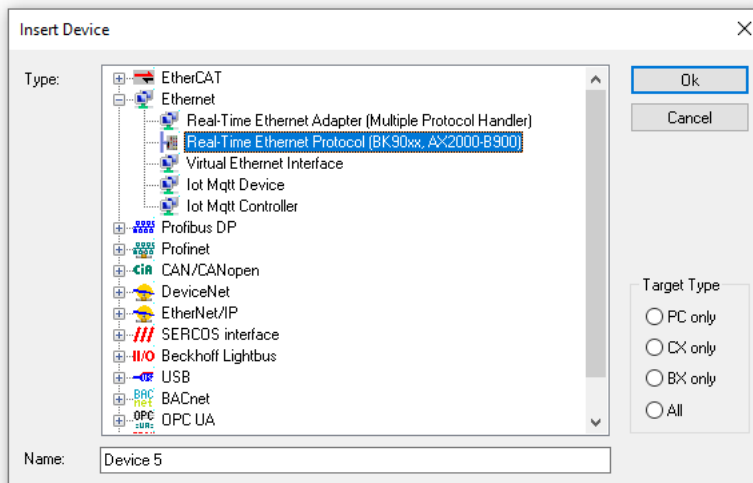 Insert Device
Type:
EtherCAT
Ethernet
Real-Time Ethernet Adapter (Multiple Protocol Handler)
Real-Time Ethernet Protocol (BK90xx, AX2000-B900)
Virtual Ethernet Interface
Iot Mqtt Device
Iot Mqtt Controller
Profibus DP
Profinet
CiA CAN/CANopen
DeviceNet
EtherNet/IP
SERCOS interface
II/O Beckhoff Lightbus
USB
BACnet
OPC UA
Ok
Cancel
Target Type
PC only
CX only
BX only
All
Name:
Device 5